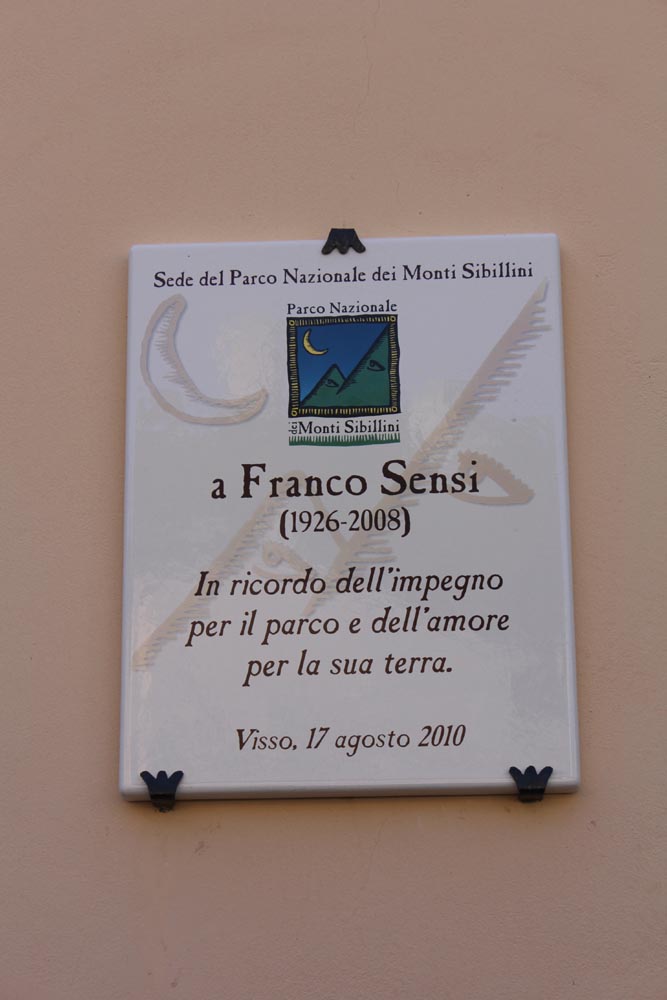 Sede del Parco Nazionale dei Monti Sibillini
Parco Nazionale
dei Monti Sibillini
a Franco Sensi
(1926-2008)
In ricordo dell'impegno
per il parco e dell'amore
per la sua terra.
Visso, 17 agosto 2010